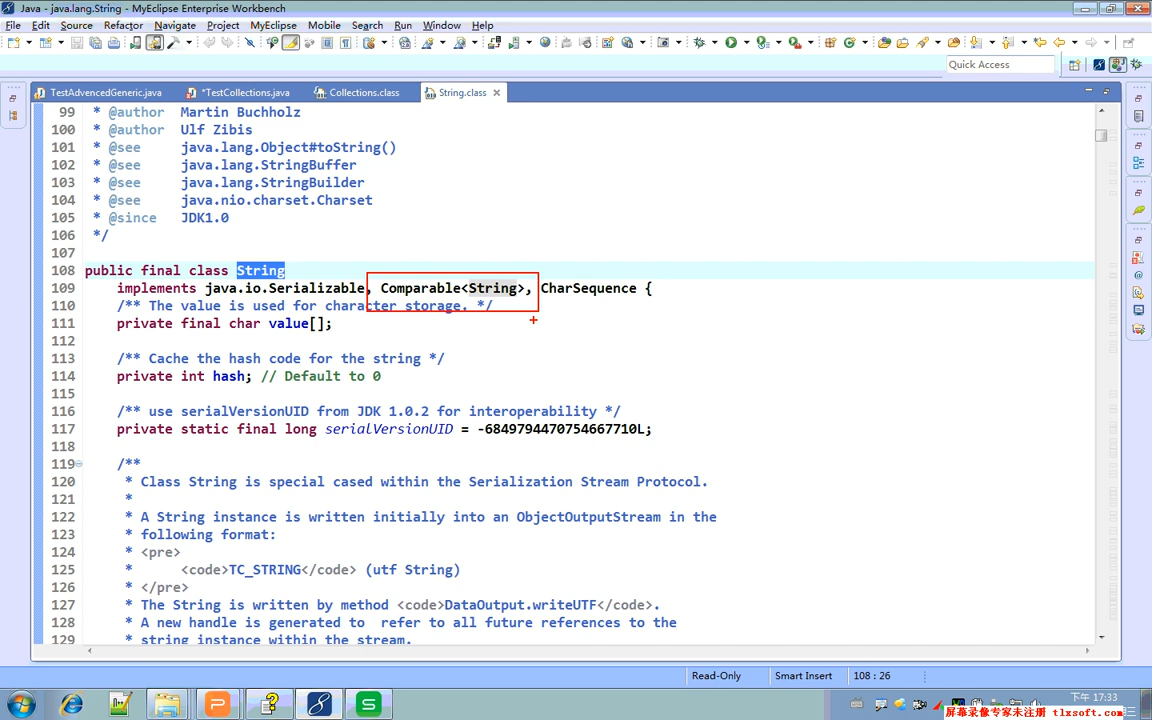 Java - java.lang.String - MyEclipse Enterprise Workbench
File Edit Source Refactor Navigate Project MyEclipse Mobile Search Run Window Help
Quick Access
TestAdvencedGeneric.java *TestCollections.java Collections.class String.class
99 * @author Martin Buchholz
100 * @author Ulf Zibis
101 * @see java.lang.Object#toString()
102 * @see java.lang.StringBuffer
103 * @see java.lang.StringBuilder
104 * @see java.nio.charset.Charset
105 * @since JDK1.0
106 */
107
108 public final class String
109 implements java.io.Serializable, Comparable<String>, CharSequence {
110 /** The value is used for character storage. */
111 private final char value[];
112
113 /** Cache the hash code for the string */
114 private int hash; // Default to 0
115
116 /** use serialVersionUID from JDK 1.0.2 for interoperability */
117 private static final long serialVersionUID = -6849794470754667710L;
118
119 /**
120 * Class String is special cased within the Serialization Stream Protocol.
121 *
122 * A String instance is written initially into an ObjectOutputStream in the
123 * following format:
124 * <pre>
125 * <code>TC_STRING</code> (utf String)
126 * </pre>
127 * The String is written by method <code>DataOutput.writeUTF</code>.
128 * A new handle is generated to refer to all future references to the
129 * string instance within the stream.
Read-Only Smart Insert 108 : 26
下午 17:33
屏幕录像专家未注册 tlxsoft.com